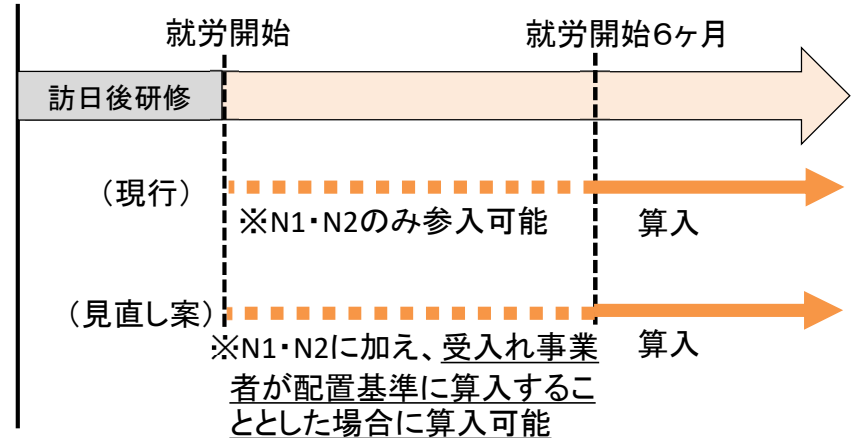 就労開始
就労開始6ヶ月
訪日後研修
（現行）
※N1・N2のみ参入可能
算入
（見直し案）
※N1・N2に加え、受入れ事業
者が配置基準に算入するこ
ととした場合に算入可能
算入